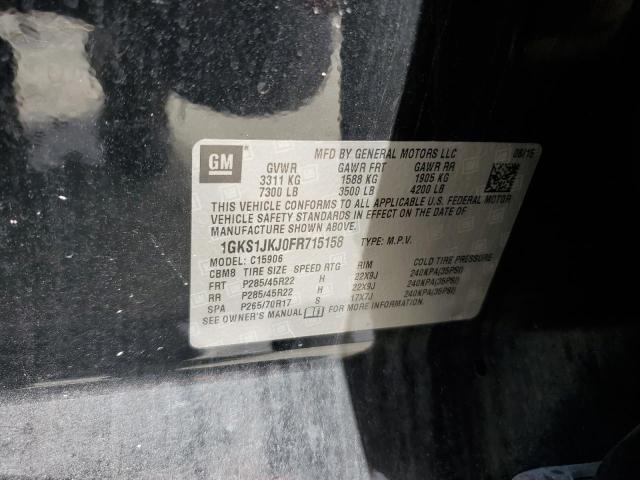 GM
MFD BY GENERAL MOTORS LLC 08/15
GVWR GAWR FRT GAWR RR
3311 KG 1588 KG 1905 KG
7300 LB 3500 LB 4200 LB
THIS VEHICLE CONFORMS TO ALL APPLICABLE U.S. FEDERAL MOTOR
VEHICLE SAFETY STANDARDS IN EFFECT ON THE DATE OF
MANUFACTURE SHOWN ABOVE.
1GKS1JKJ0FR715158 TYPE: M.P.V.
MODEL: C15906
CBM8 TIRE SIZE SPEED RTG RIM COLD TIRE PRESSURE
FRT P285/45R22 H 22X9J 240KPA(35PSI)
RR P285/45R22 H 22X9J 240KPA(35PSI)
SPA P265/70R17 S 17X7J 240KPA(35PSI)
SEE OWNER'S MANUAL FOR MORE INFORMATION.